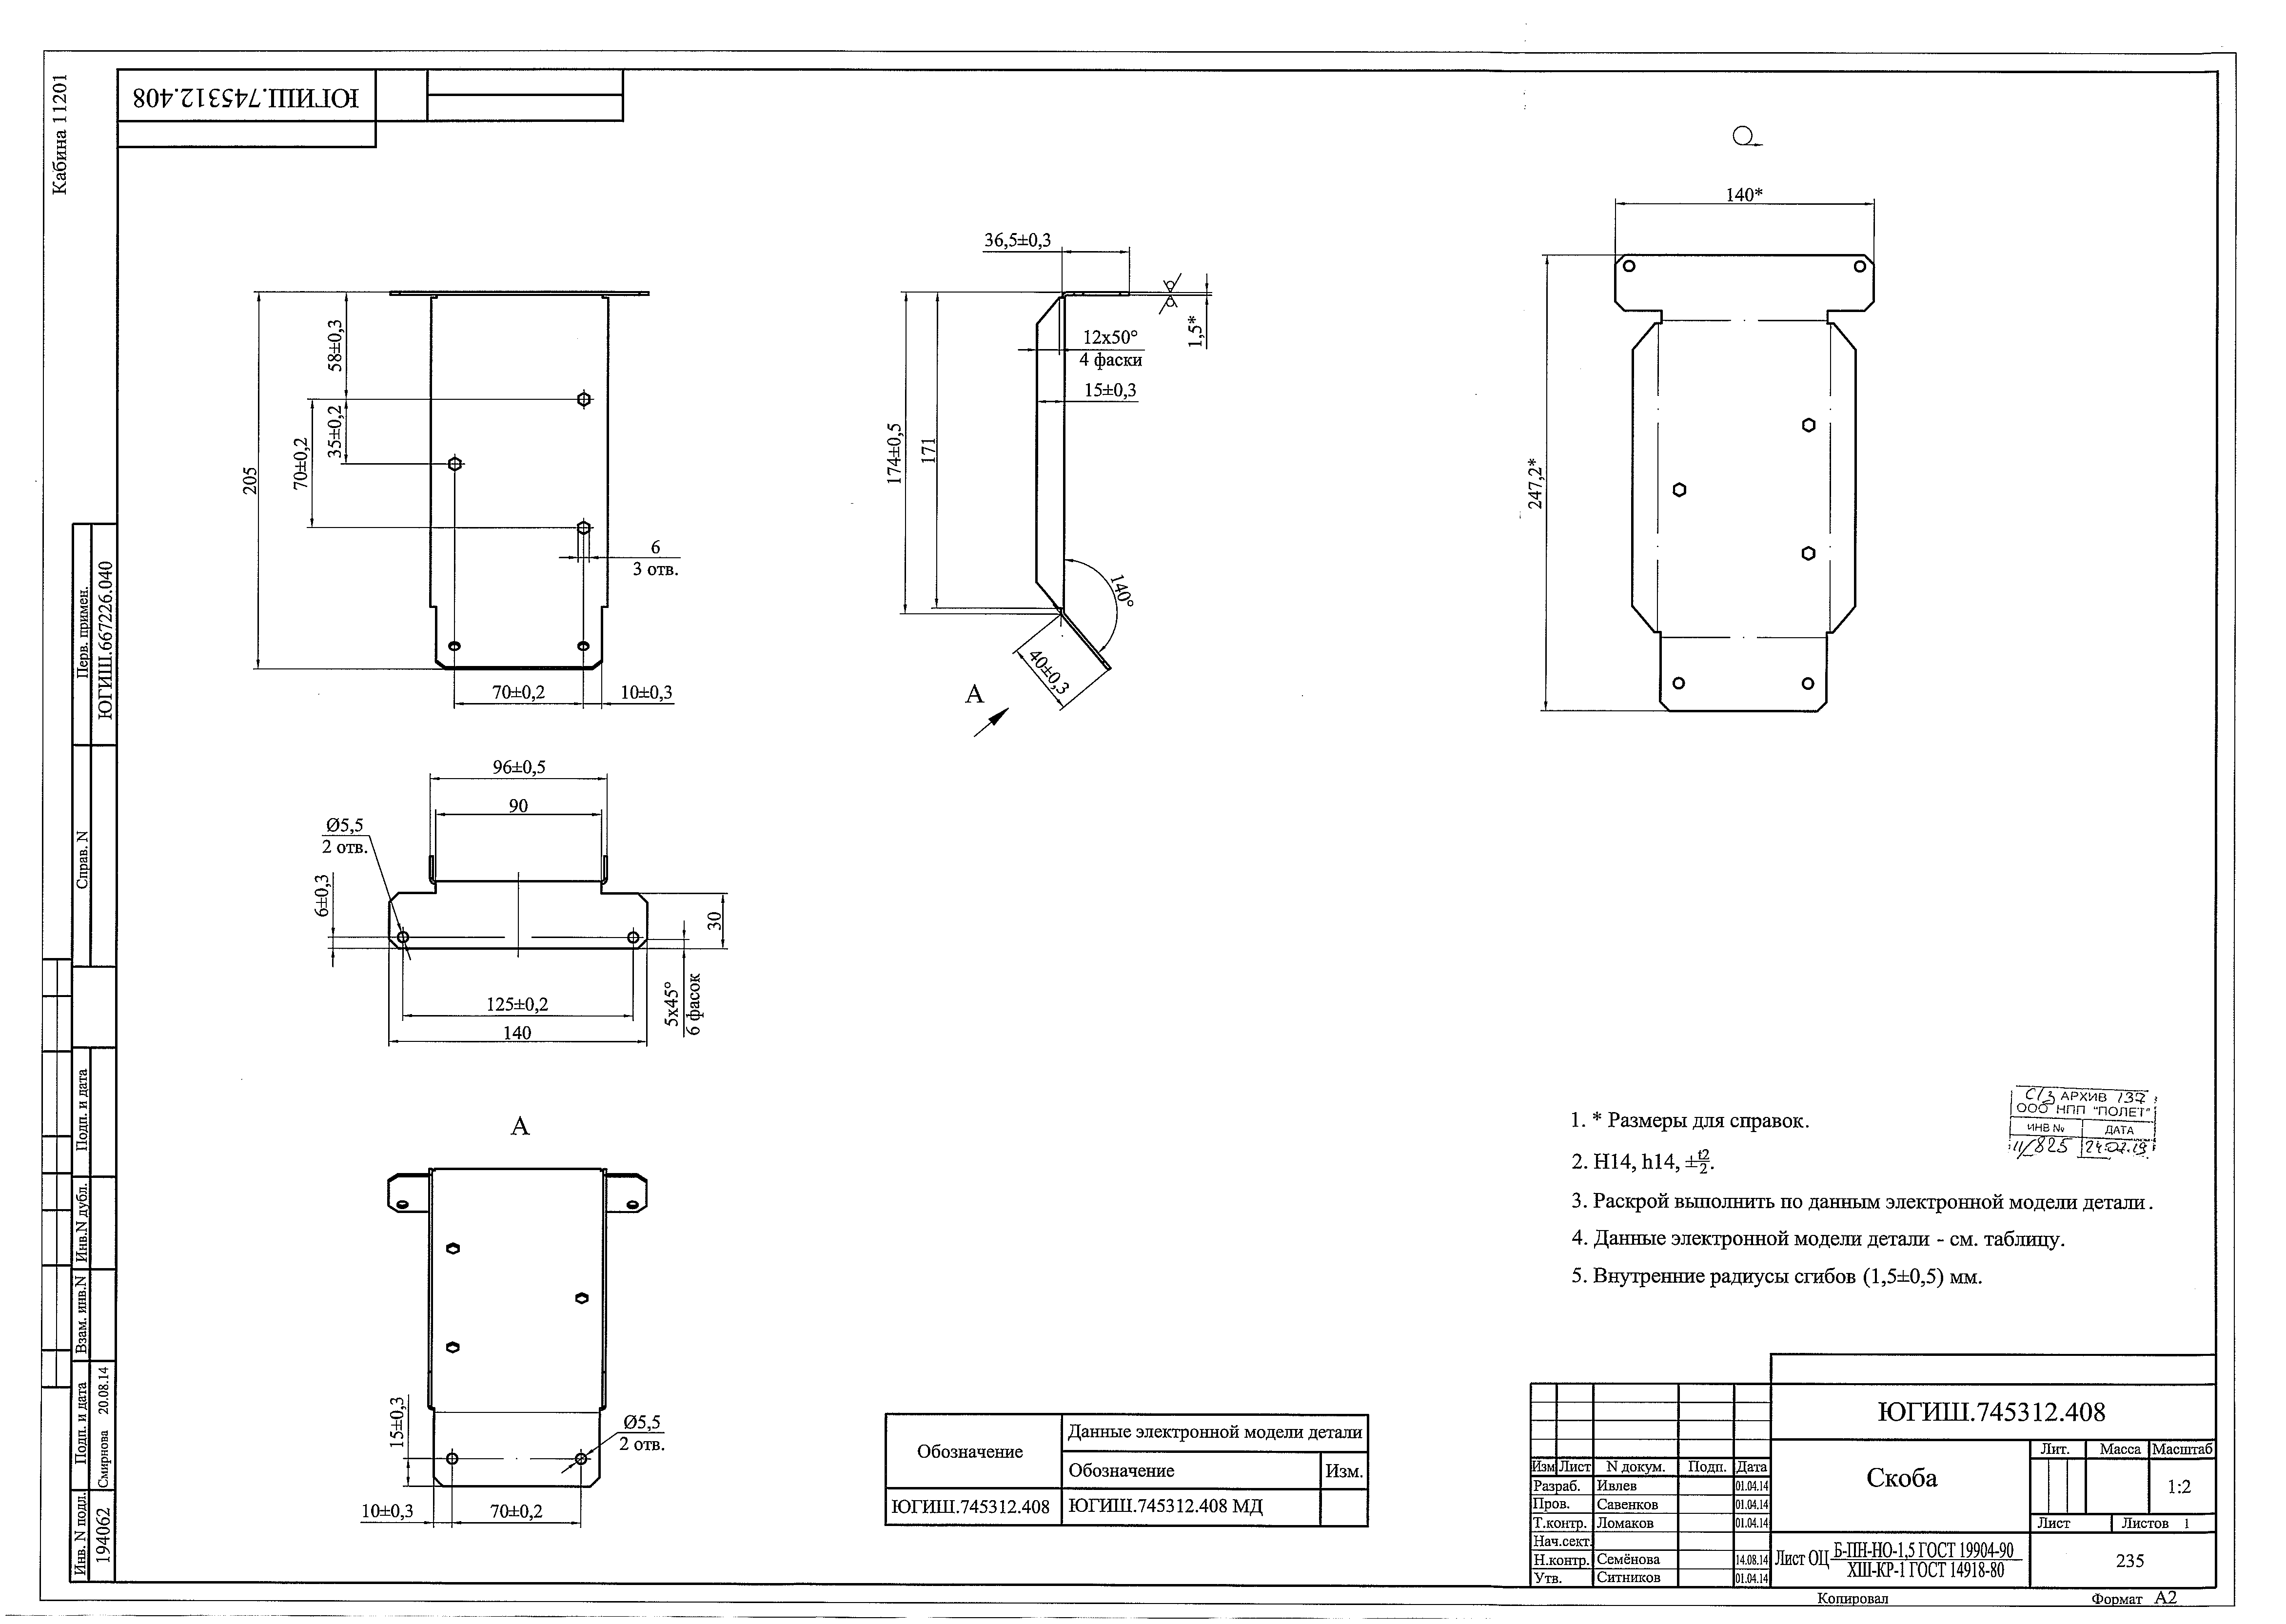 Кабина 11201
ЮГИШ.745312.408
140*
247,2*
36,5±0,3
1,5*
12x50°
4 фаски
15±0,3
174±0,5
171
140°
40±0,3
А
205
58±0,3
35±0,2
70±0,2
6
3 отв.
70±0,2
10±0,3
96±0,5
90
Ø5,5
2 отв.
6±0,3
30
5x45°
6 фасок
125±0,2
140
А
15±0,3
Ø5,5
2 отв.
10±0,3
70±0,2
1. * Размеры для справок.
2. H14, h14, ±t2/2.
3. Раскрой выполнить по данным электронной модели детали.
4. Данные электронной модели детали - см. таблицу.
5. Внутренние радиусы сгибов (1,5±0,5) мм.
С/з АРХИВ 137
ООО НПП "ПОЛЕТ"
ИНВ № ДАТА
11/825 24.07.19
Обозначение
Данные электронной модели детали
Обозначение Изм.
ЮГИШ.745312.408 ЮГИШ.745312.408 МД
Перв. примен.
ЮГИШ.667226.040
Справ. N
Подп. и дата
Инв.N дубл.
Взам. инв.N
Подп. и дата
Смирнова 20.08.14
Инв. N подл.
194062
ЮГИШ.745312.408
Изм Лист N докум. Подп. Дата
Разраб. Ивлев 01.04.14
Пров. Савенков 01.04.14
Т.контр. Ломаков 01.04.14
Нач.сект.
Н.контр. Семёнова 14.08.14
Утв. Ситников 01.04.14
Скоба
Лит. Масса Масштаб
1:2
Лист Листов 1
Лист ОЦ Б-ПН-НО-1,5 ГОСТ 19904-90
ХШ-КР-1 ГОСТ 14918-80
235
Копировал
Формат А2